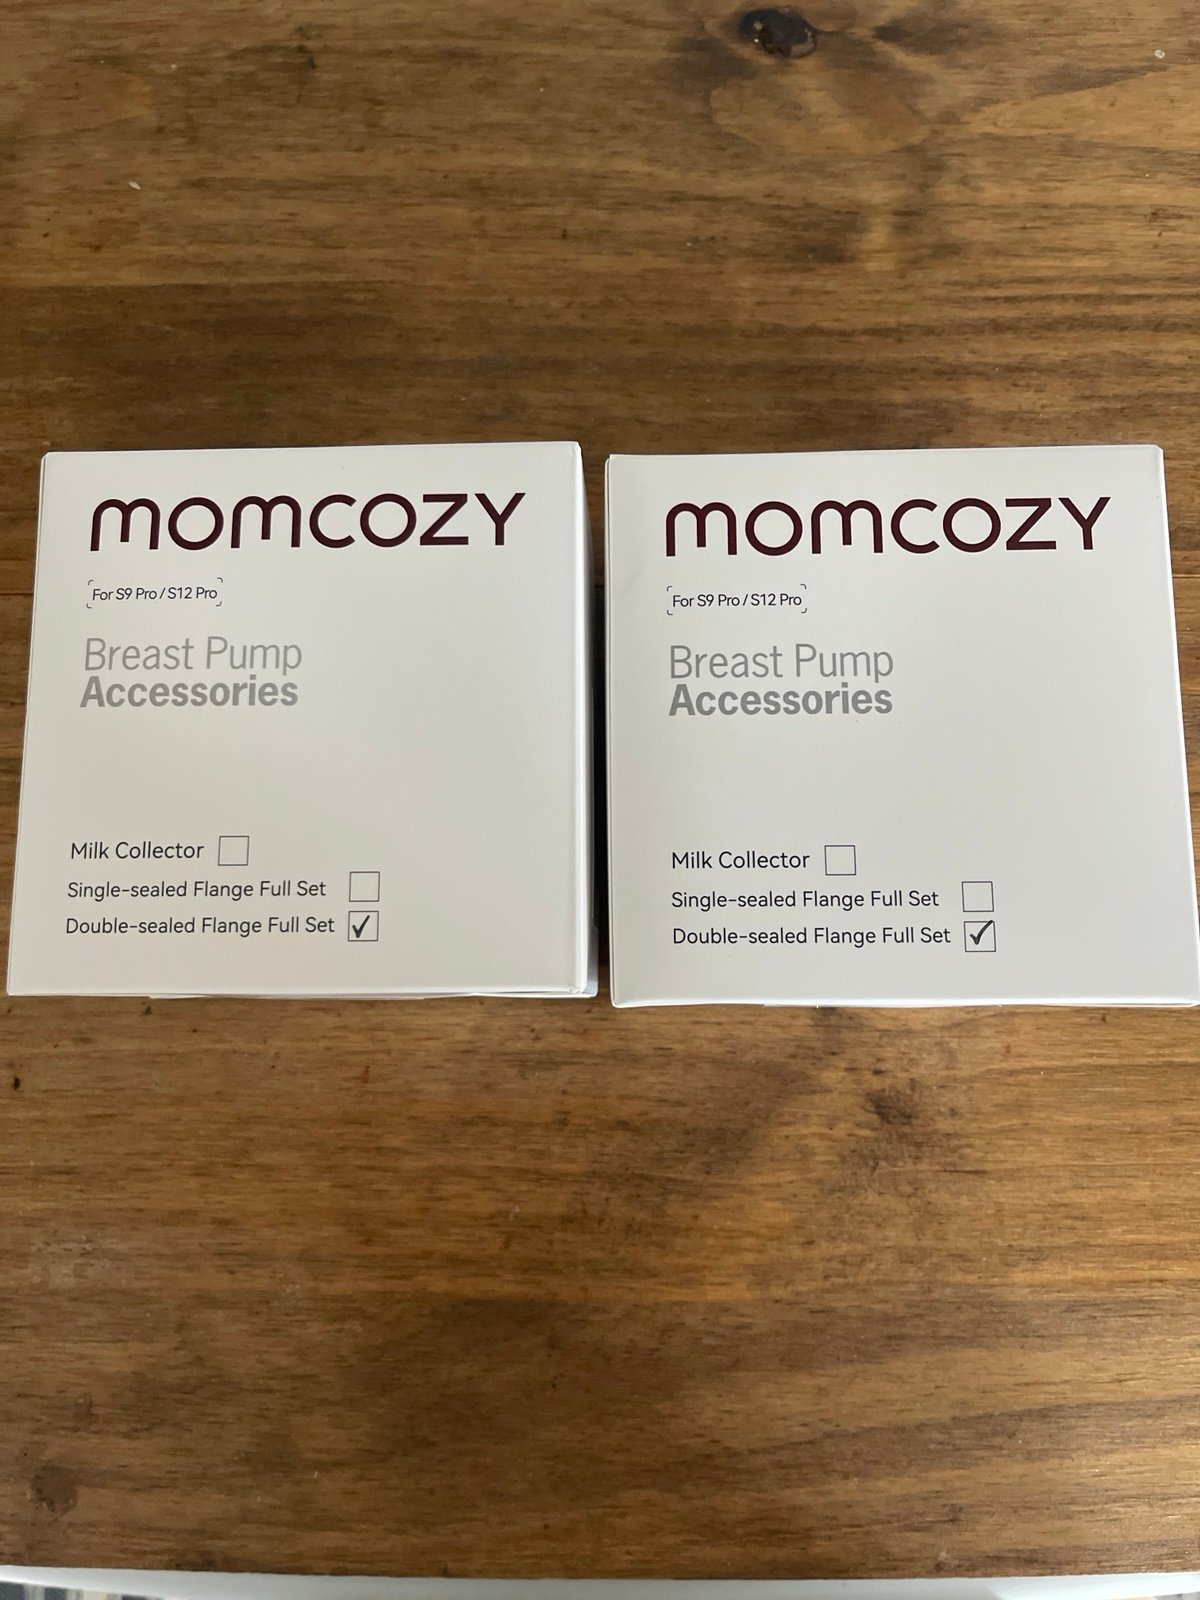 momcozy
For S9 Pro / S12 Pro
Breast Pump
Accessories
Milk Collector
Single-sealed Flange Full Set
Double-sealed Flange Full Set ✓
momcozy
For S9 Pro / S12 Pro
Breast Pump
Accessories
Milk Collector
Single-sealed Flange Full Set
Double-sealed Flange Full Set ✓